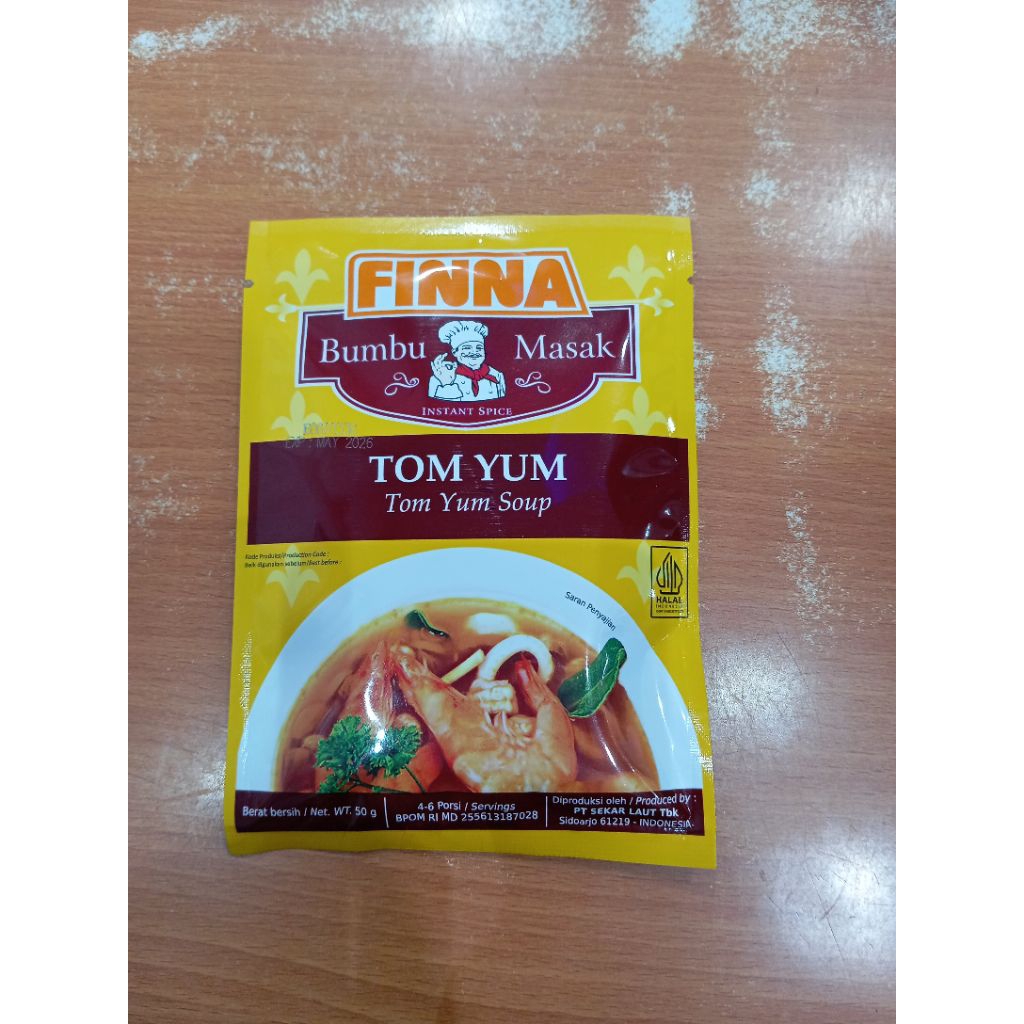 FINNA
Bumbu Masak
INSTANT SPICE
EXP : MAY 2026
TOM YUM
Tom Yum Soup
Kode Produksi/Production Code :
Baik digunakan sebelum/Best before :
HALAL
INDONESIA
Saran Penyajian
Berat bersih / Net. WT. 50 g
4-6 Porsi / Servings
BPOM RI MD 255613187028
Diproduksi oleh / Produced by :
PT SEKAR LAUT Tbk
Sidoarjo 61219 - INDONESIA